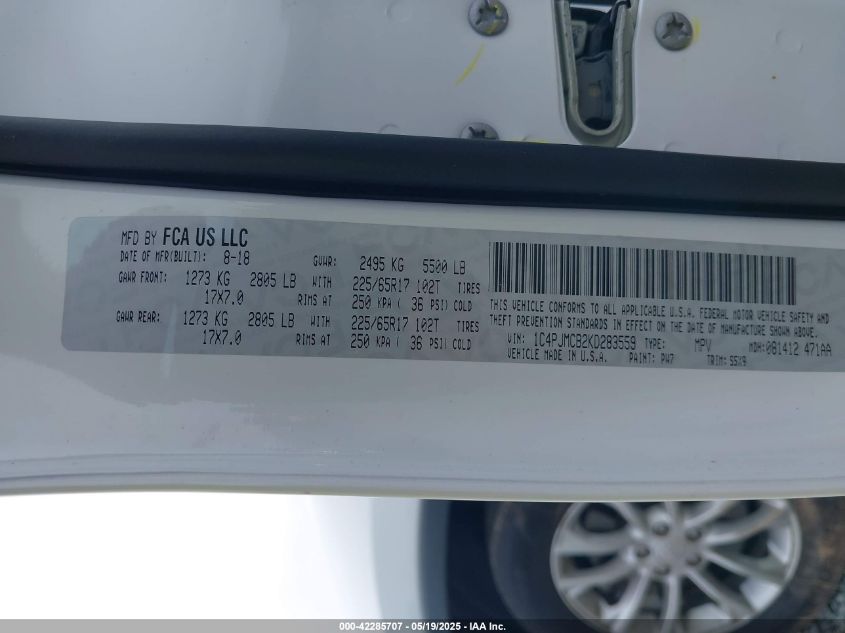 MFD BY FCA US LLC
DATE OF MFR(BUILT): 8-18 GVWR: 2495 KG 5500 LB
GAWR FRONT: 1273 KG 2805 LB WITH 225/65R17 102T TIRES
17X7.0 RIMS AT 250 KPA ( 36 PSI) COLD
GAWR REAR: 1273 KG 2805 LB WITH 225/65R17 102T TIRES
17X7.0 RIMS AT 250 KPA ( 36 PSI) COLD
THIS VEHICLE CONFORMS TO ALL APPLICABLE U.S.A. FEDERAL MOTOR VEHICLE SAFETY AND
THEFT PREVENTION STANDARDS IN EFFECT ON THE DATE OF MANUFACTURE SHOWN ABOVE.
VIN: 1C4PJMCB2KD283559 TYPE: MPV MDH:081412 471AA
VEHICLE MADE IN U.S.A. PAINT: PW7 TRIM: S5X9
000-42285707 - 05/19/2025 - IAA Inc.